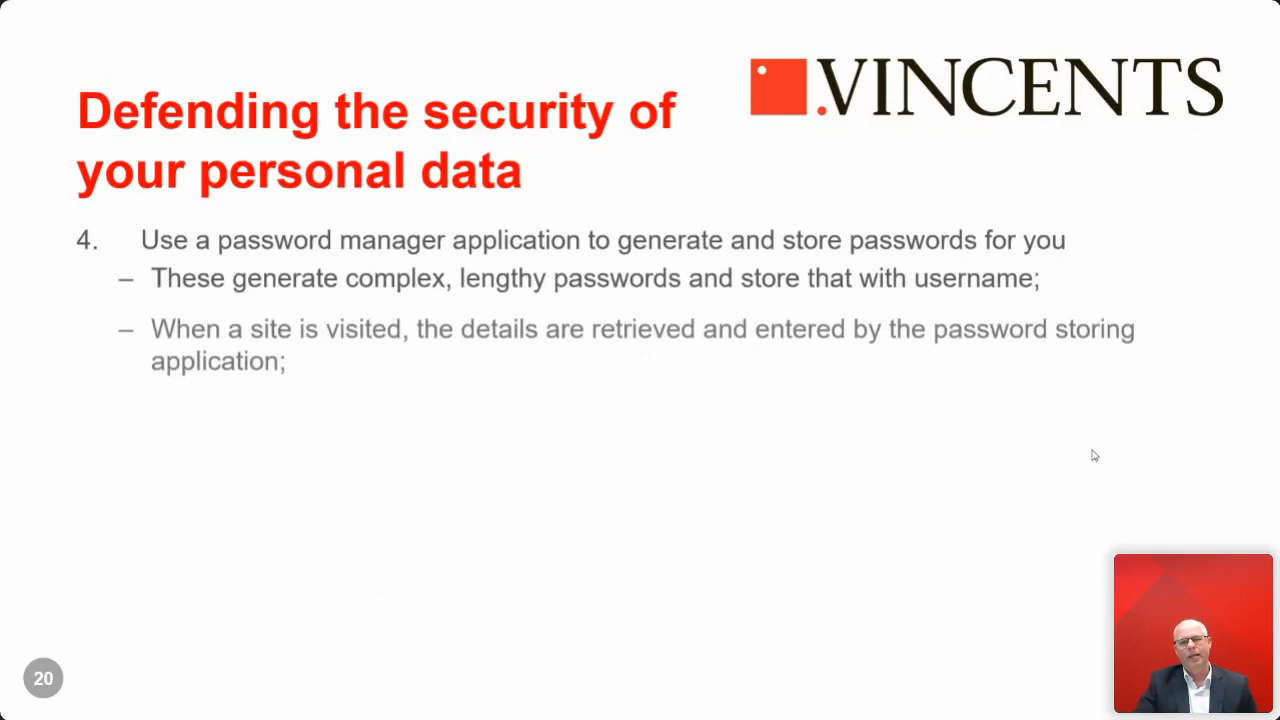 .VINCENTS
Defending the security of
your personal data
4. Use a password manager application to generate and store passwords for you
– These generate complex, lengthy passwords and store that with username;
– When a site is visited, the details are retrieved and entered by the password storing
application;
20